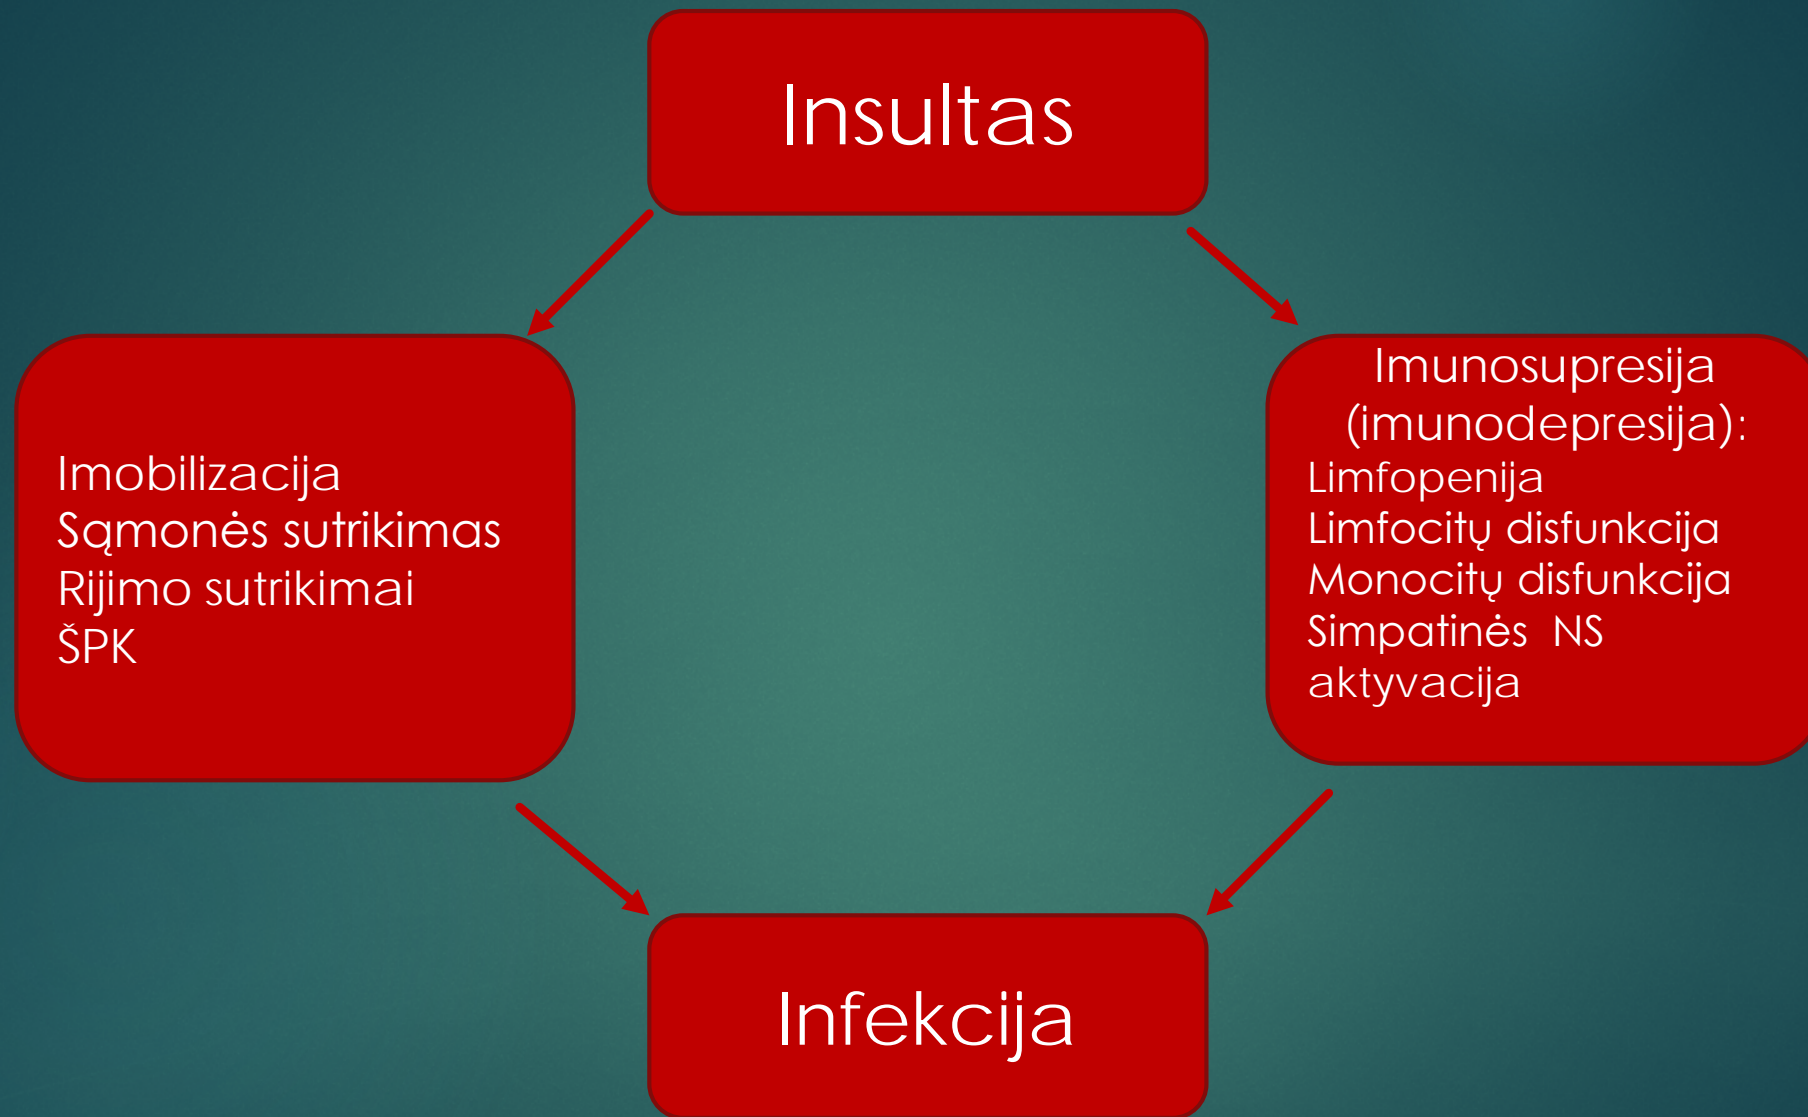 Insultas
Imobilizacija
Sąmonės sutrikimas
Rijimo sutrikimai
ŠPK
Imunosupresija
(imunodepresija):
Limfopenija
Limfocitų disfunkcija
Monocitų disfunkcija
Simpatinės NS
aktyvacija
Infekcija